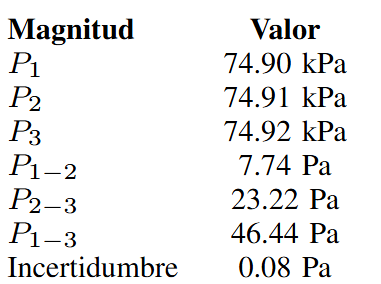 Magnitud Valor
P₁ 74.90 kPa
P₂ 74.91 kPa
P₃ 74.92 kPa
P₁₋₂ 7.74 Pa
P₂₋₃ 23.22 Pa
P₁₋₃ 46.44 Pa
Incertidumbre 0.08 Pa